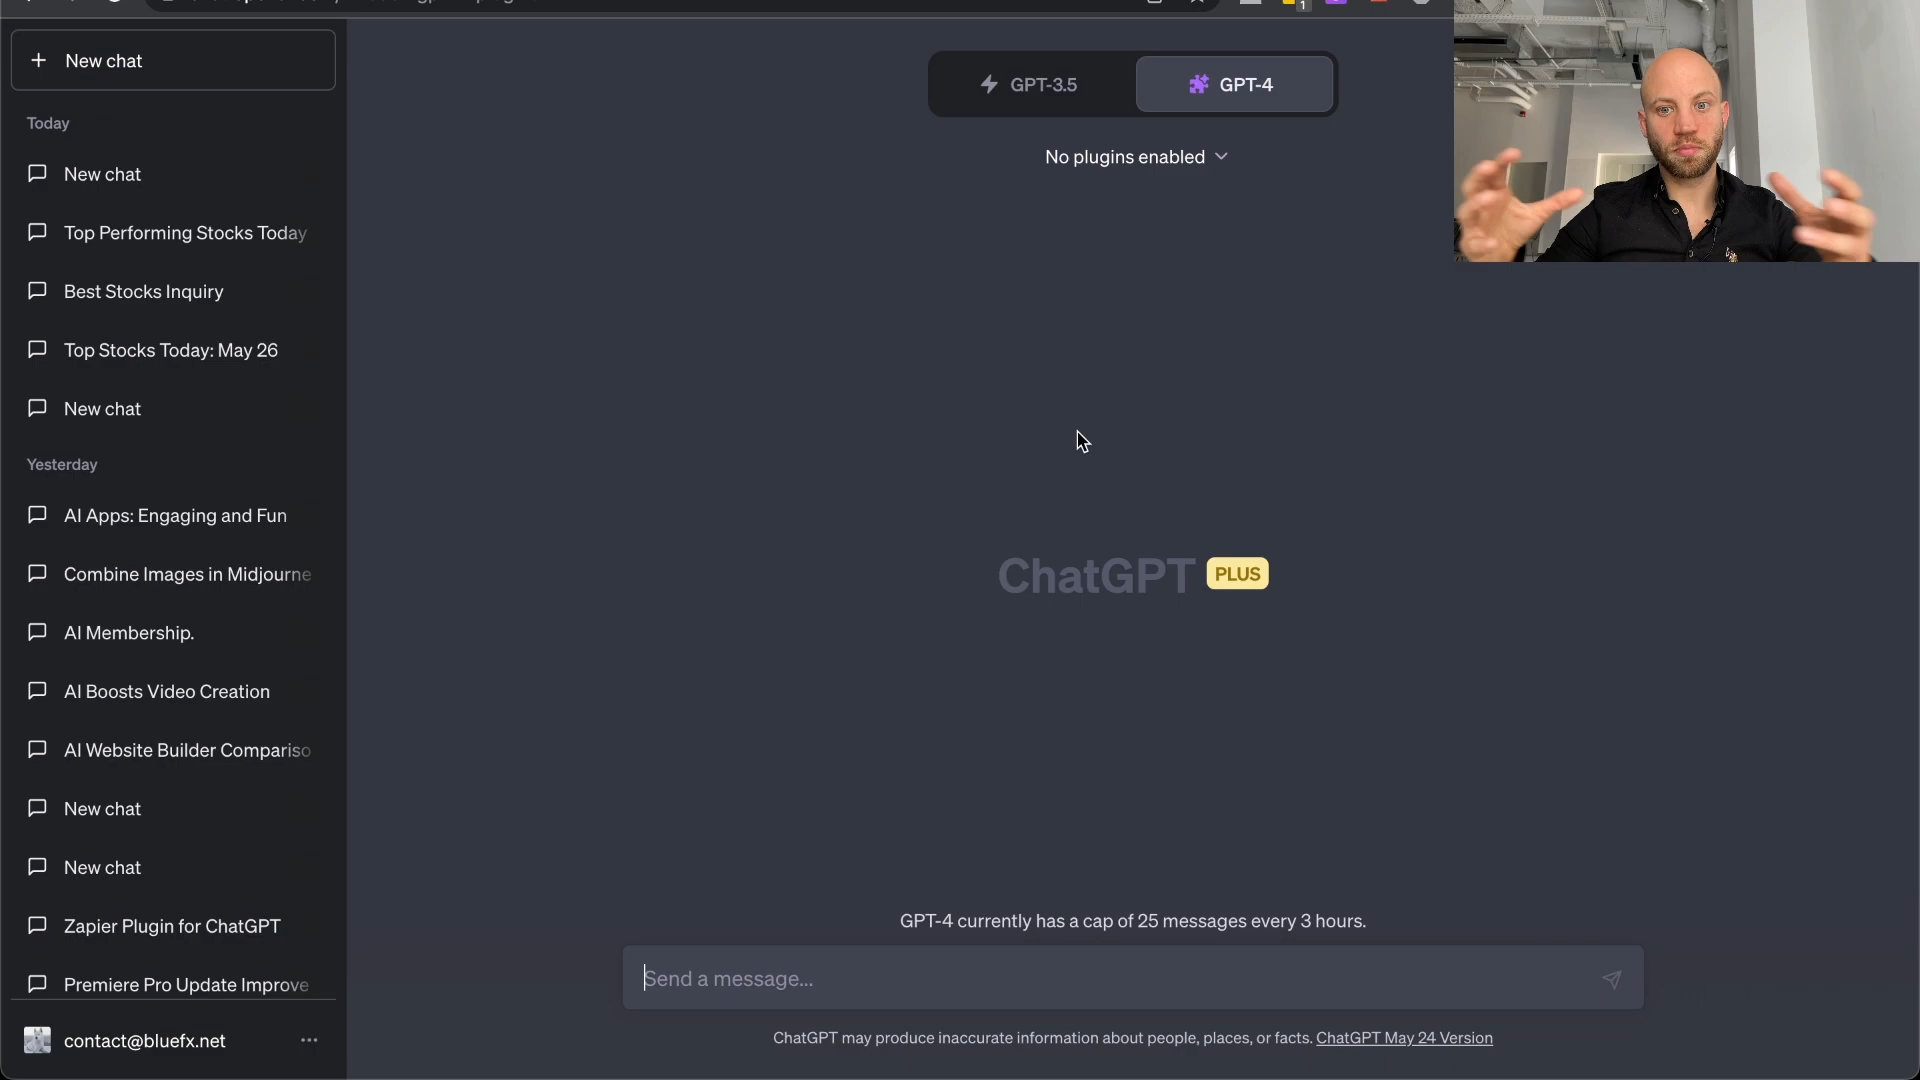 New chat
Today
New chat
Top Performing Stocks Today
Best Stocks Inquiry
Top Stocks Today: May 26
New chat
Yesterday
AI Apps: Engaging and Fun
Combine Images in Midjourne
AI Membership.
AI Boosts Video Creation
AI Website Builder Compariso
New chat
New chat
Zapier Plugin for ChatGPT
Premiere Pro Update Improve
contact@bluefx.net
1
GPT-3.5
GPT-4
No plugins enabled
ChatGPT PLUS
GPT-4 currently has a cap of 25 messages every 3 hours.
Send a message...
ChatGPT may produce inaccurate information about people, places, or facts. ChatGPT May 24 Version